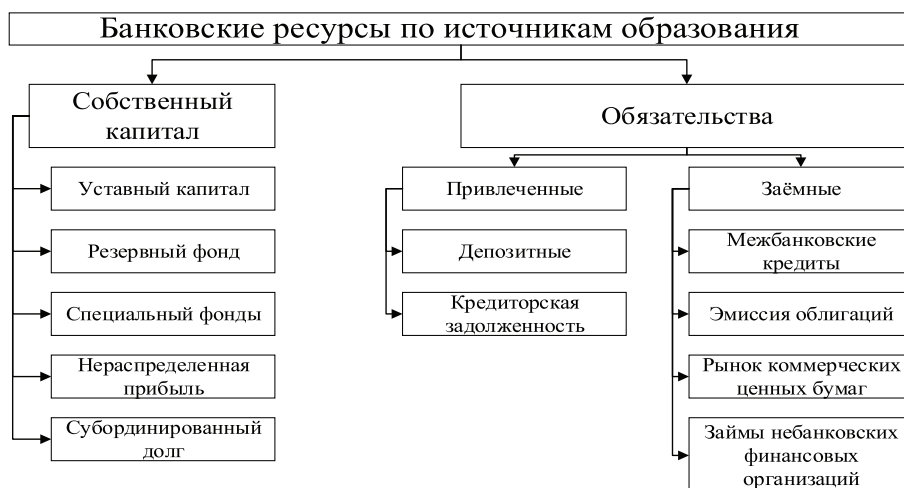 Банковские ресурсы по источникам образования
Собственный
капитал
Уставный капитал
Резервный фонд
Специальный фонды
Нераспределенная
прибыль
Субординированный
долг
Обязательства
Привлеченные
Депозитные
Кредиторская
задолженность
Заёмные
Межбанковские
кредиты
Эмиссия облигаций
Рынок коммерческих
ценных бумаг
Займы небанковских
финансовых
организаций